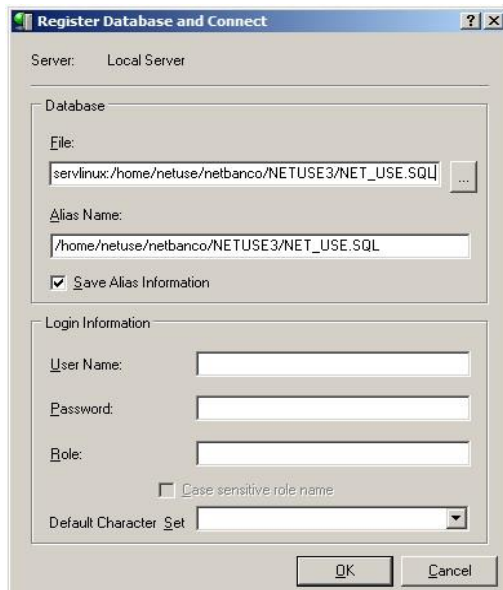 Register Database and Connect
Server: Local Server
Database
File:
servlinux:/home/netuse/netbanco/NETUSE3/NET_USE.SQL
...
Alias Name:
/home/netuse/netbanco/NETUSE3/NET_USE.SQL
Save Alias Information
Login Information
User Name:
Password:
Role:
Case sensitive role name
Default Character Set
OK Cancel